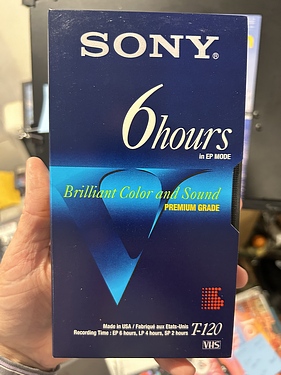 SONY®
6hours
in EP MODE
Brilliant Color and Sound
PREMIUM GRADE
Made in USA / Fabriqué aux Etats-Unis
Recording Time : EP 6 hours, LP 4 hours, SP 2 hours
T-120
VHS